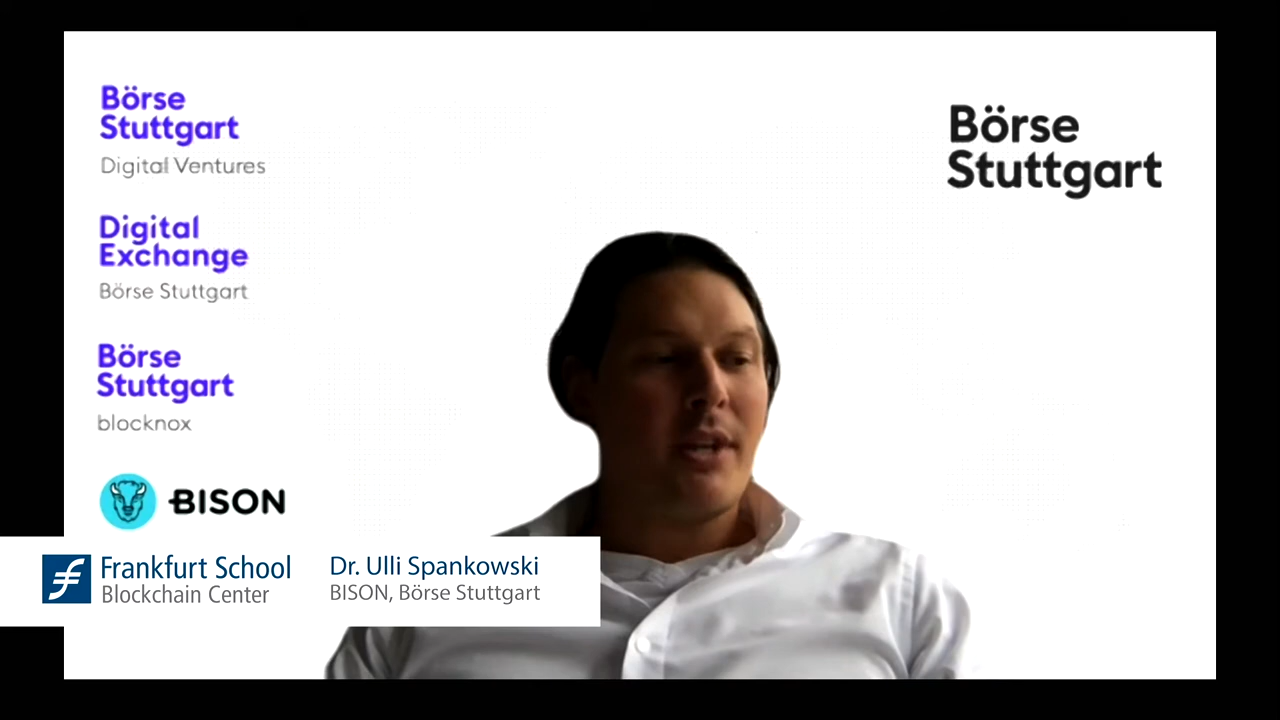 Börse
Stuttgart
Digital Ventures
Börse
Stuttgart
Digital
Exchange
Börse Stuttgart
Börse
Stuttgart
blocknox
BISON
Frankfurt School
Blockchain Center
Dr. Ulli Spankowski
BISON, Börse Stuttgart